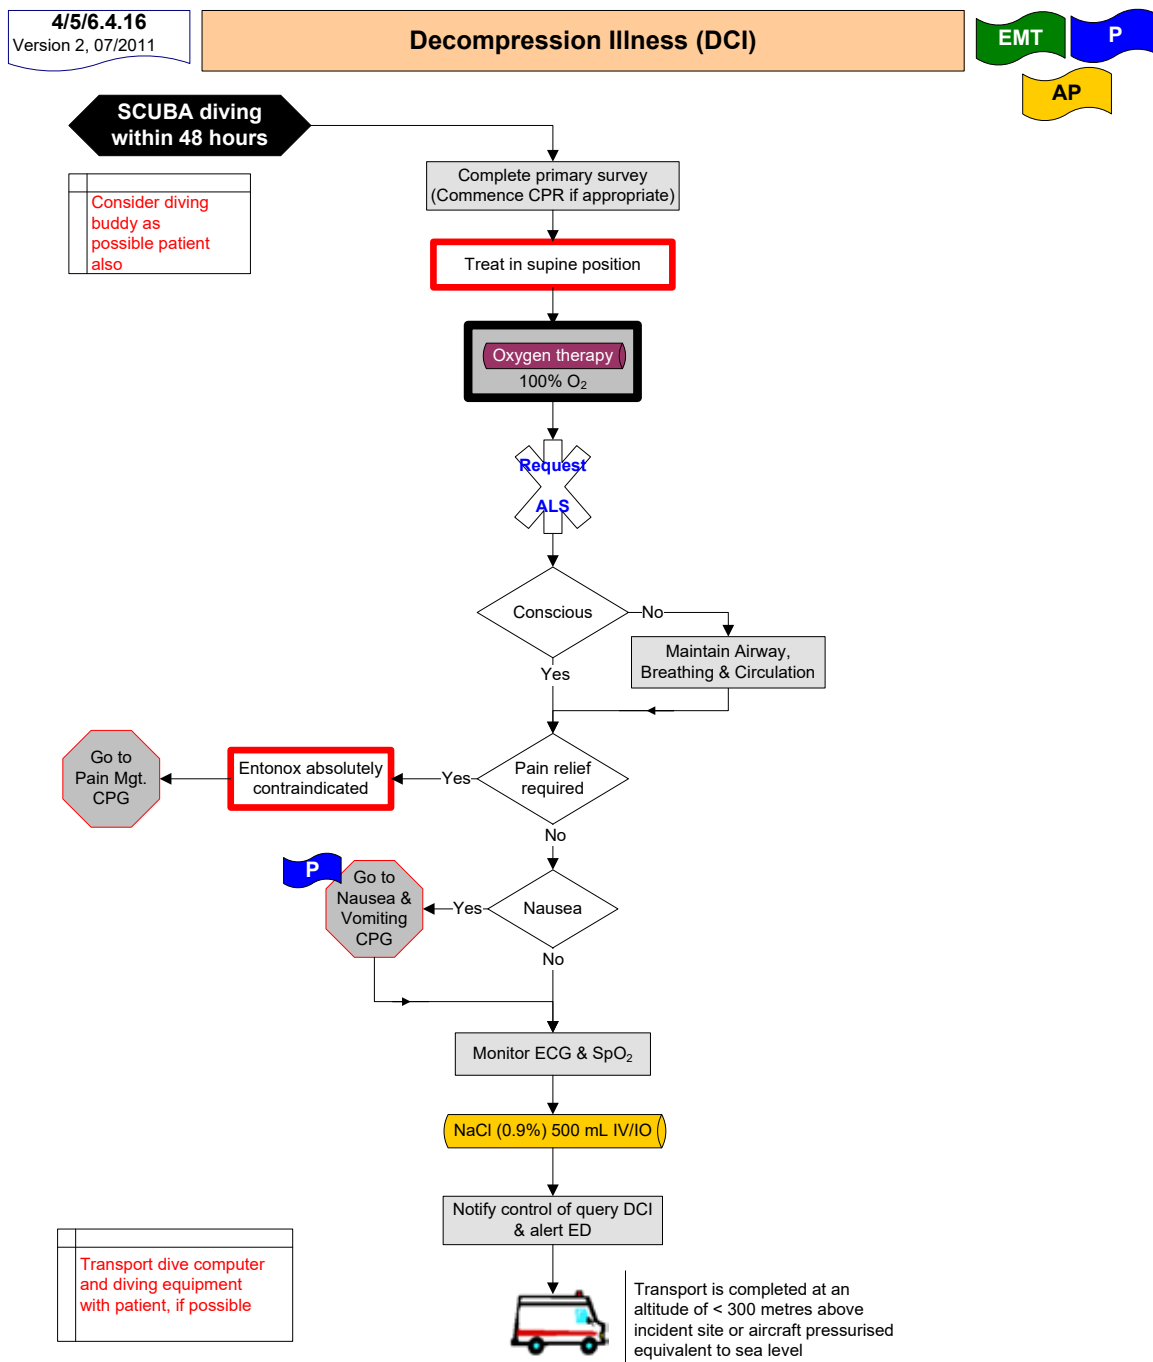 4/5/6.4.16
Version 2, 07/2011
Decompression Illness (DCI)
EMT
P
AP
SCUBA diving
within 48 hours
Complete primary survey
(Commence CPR if appropriate)
Consider diving
buddy as
possible patient
also
Treat in supine position
Oxygen therapy
100% O₂
Request
ALS
Conscious
No
Maintain Airway,
Breathing & Circulation
Yes
Pain relief
required
Yes
Entonox absolutely
contraindicated
Go to
Pain Mgt.
CPG
No
P
Go to
Nausea &
Vomiting
CPG
Yes
Nausea
No
Monitor ECG & SpO₂
NaCl (0.9%) 500 mL IV/IO
Notify control of query DCI
& alert ED
Transport dive computer
and diving equipment
with patient, if possible
Transport is completed at an
altitude of < 300 metres above
incident site or aircraft pressurised
equivalent to sea level